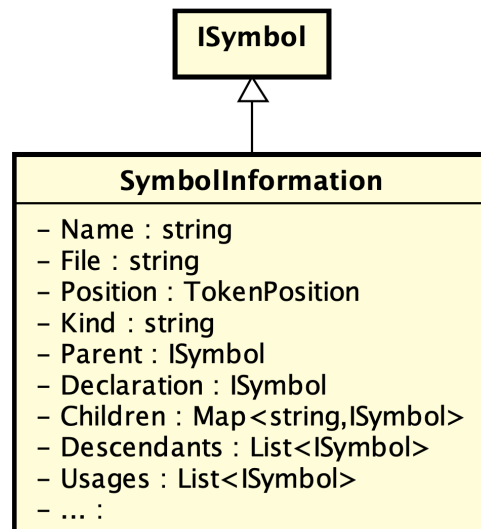 ISymbol
SymbolInformation
– Name : string
– File : string
– Position : TokenPosition
– Kind : string
– Parent : ISymbol
– Declaration : ISymbol
– Children : Map<string,ISymbol>
– Descendants : List<ISymbol>
– Usages : List<ISymbol>
– ... :